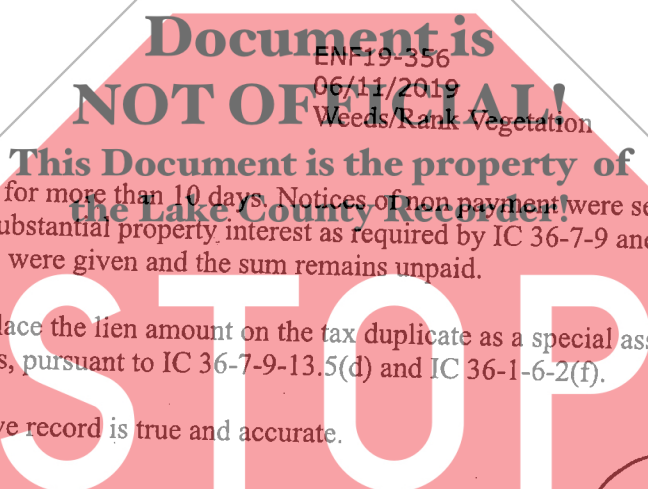 Document is
ENF19-356
06/11/2019
NOT OFFICIAL!
Weeds/Rank Vegetation
This Document is the property of
for more than 10 days. Notices of non payment were se
the Lake County Recorder!
ubstantial property interest as required by IC 36-7-9 and
were given and the sum remains unpaid.
STOP
lace the lien amount on the tax duplicate as a special ass
s, pursuant to IC 36-7-9-13.5(d) and IC 36-1-6-2(f).
ve record is true and accurate.